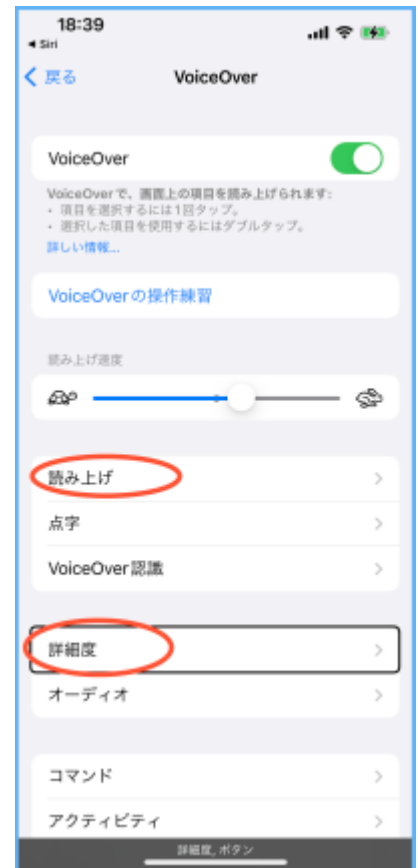 18:39
◀ Siri
戻る
VoiceOver
VoiceOver
VoiceOverで、画面上の項目を読み上げられます:
・ 項目を選択するには1回タップ。
・ 選択した項目を使用するにはダブルタップ。
詳しい情報...
VoiceOverの操作練習
読み上げ速度
読み上げ
点字
VoiceOver認識
詳細度
オーディオ
コマンド
アクティビティ
詳細度, ボタン